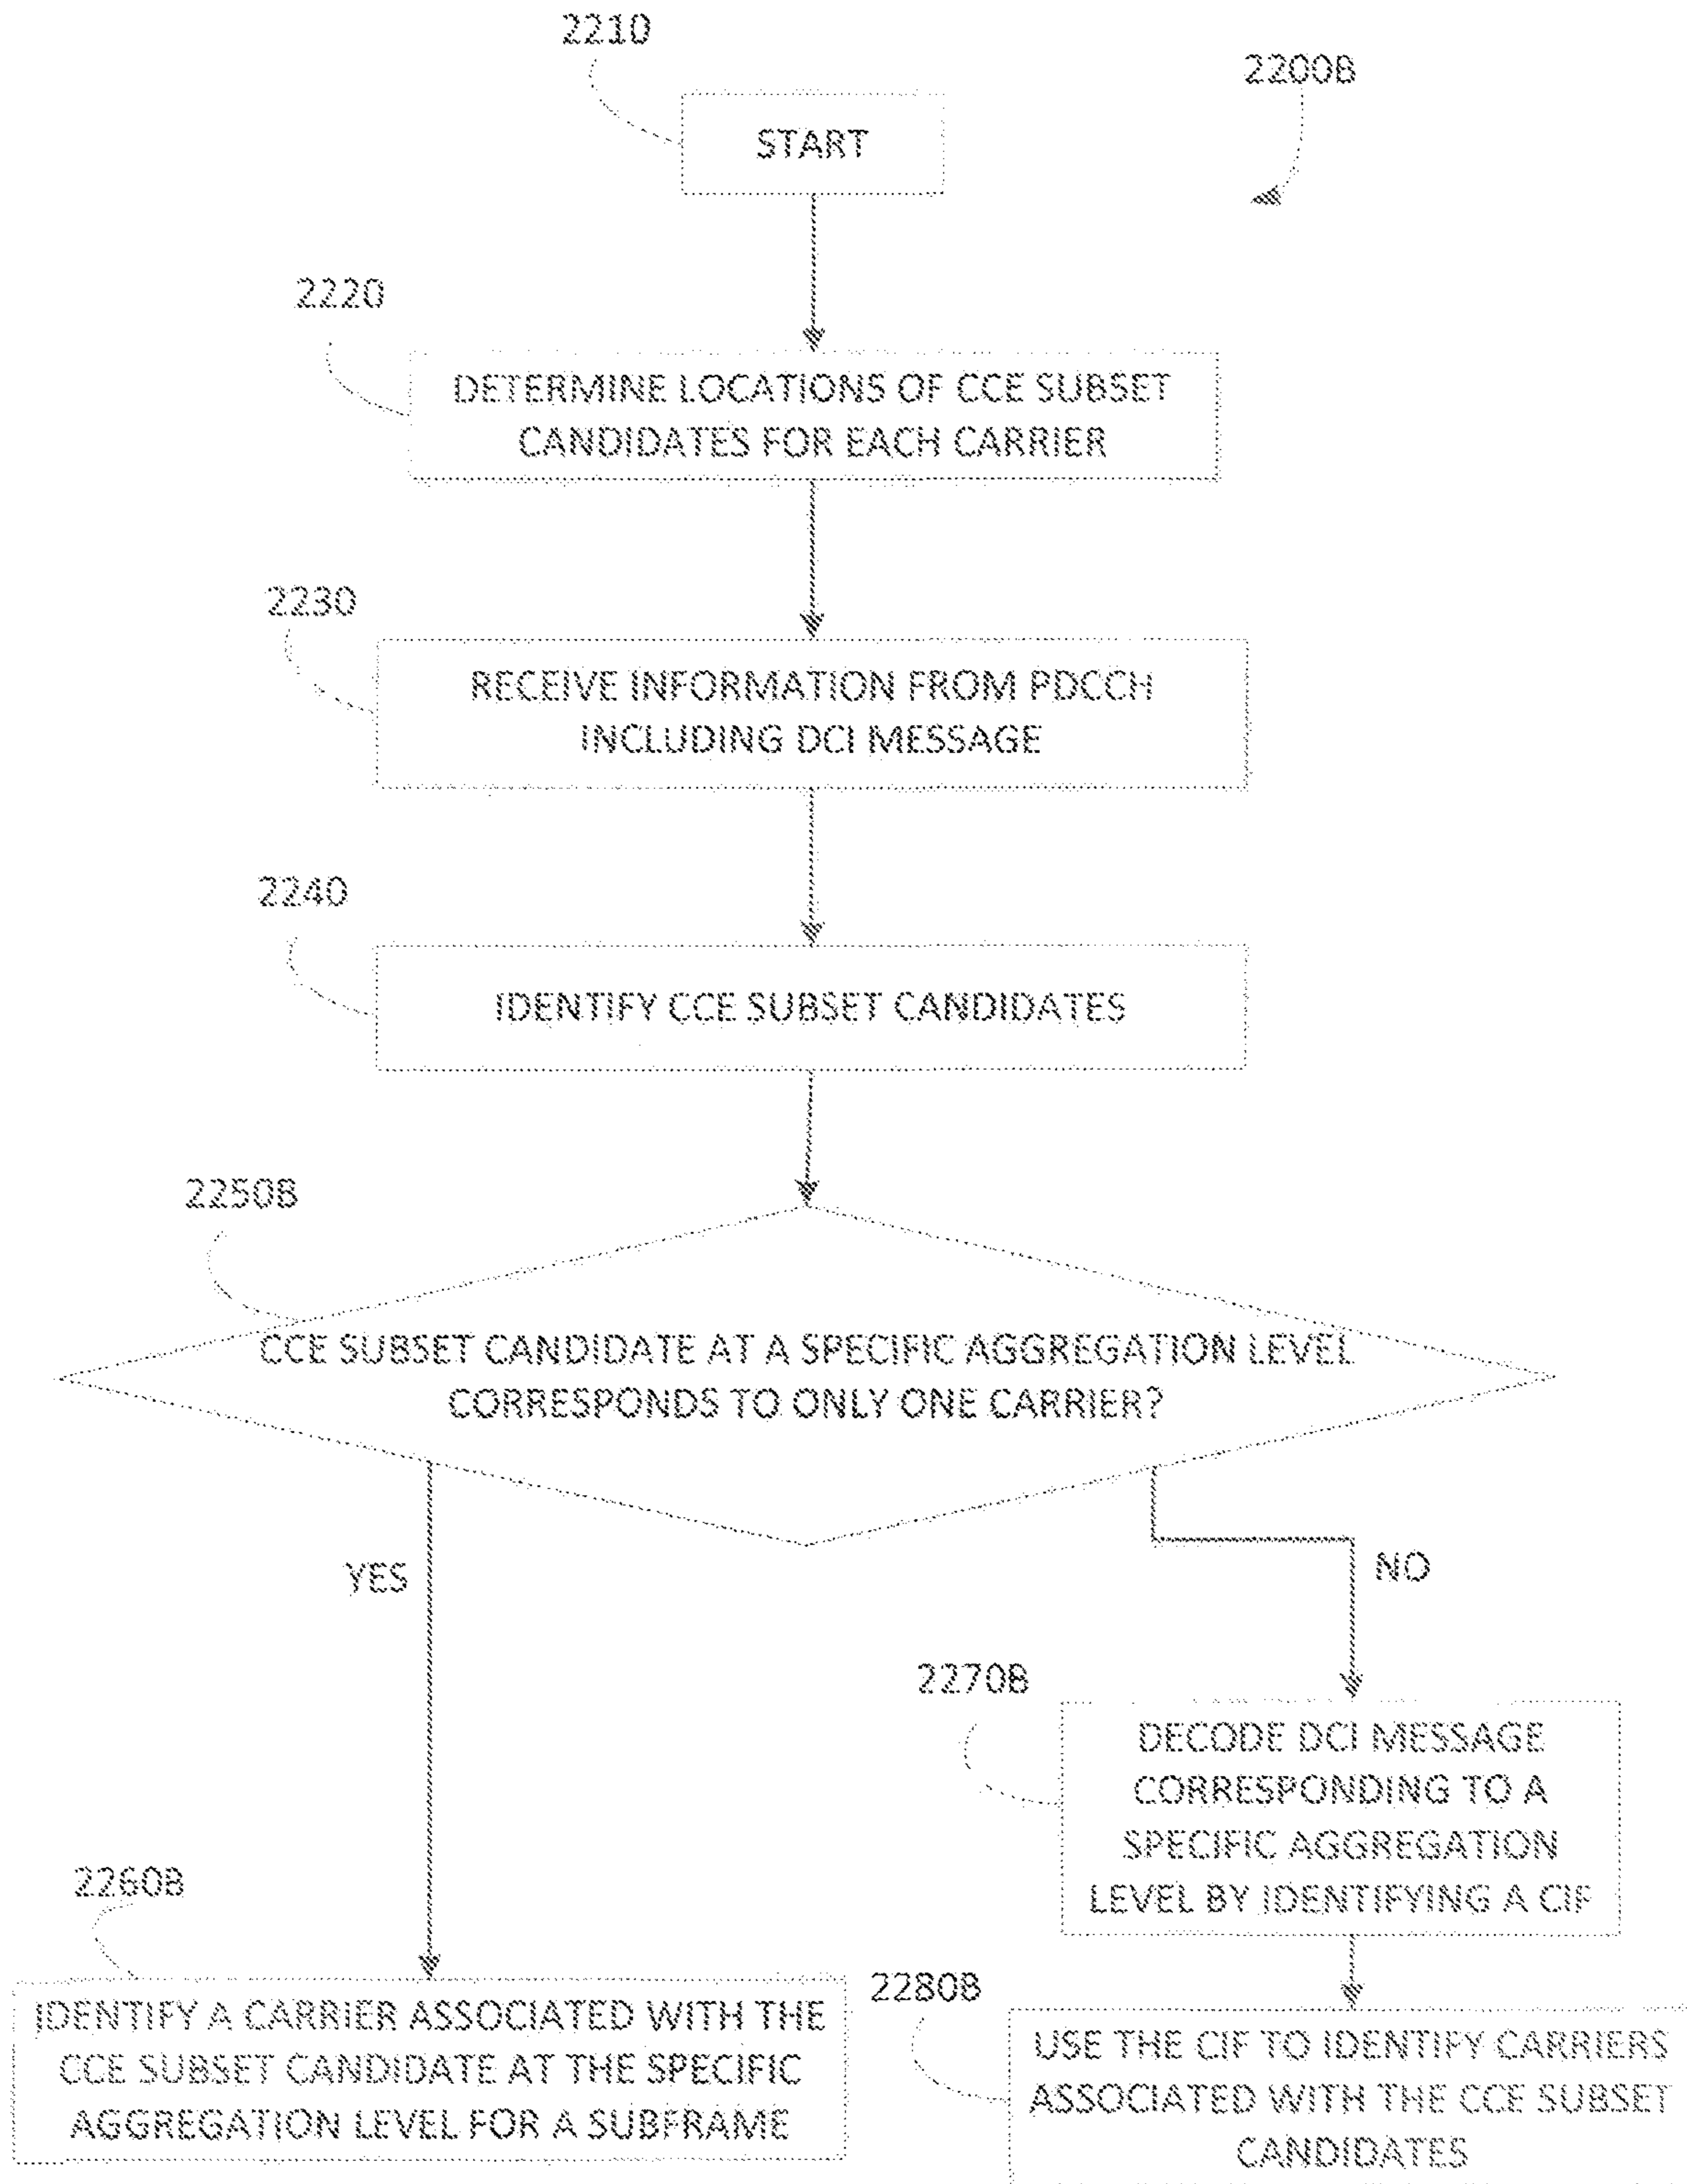 2210
2200B
START
2220
DETERMINE LOCATIONS OF CCE SUBSET
CANDIDATES FOR EACH CARRIER
2230
RECEIVE INFORMATION FROM PDCCH
INCLUDING DCI MESSAGE
2240
IDENTIFY CCE SUBSET CANDIDATES
2250B
CCE SUBSET CANDIDATE AT A SPECIFIC AGGREGATION LEVEL
CORRESPONDS TO ONLY ONE CARRIER?
YES
NO
2270B
DECODE DCI MESSAGE
CORRESPONDING TO A
SPECIFIC AGGREGATION
LEVEL BY IDENTIFYING A CIF
2260B
IDENTIFY A CARRIER ASSOCIATED WITH THE
CCE SUBSET CANDIDATE AT THE SPECIFIC
AGGREGATION LEVEL FOR A SUBFRAME
2280B
USE THE CIF TO IDENTIFY CARRIERS
ASSOCIATED WITH THE CCE SUBSET
CANDIDATES